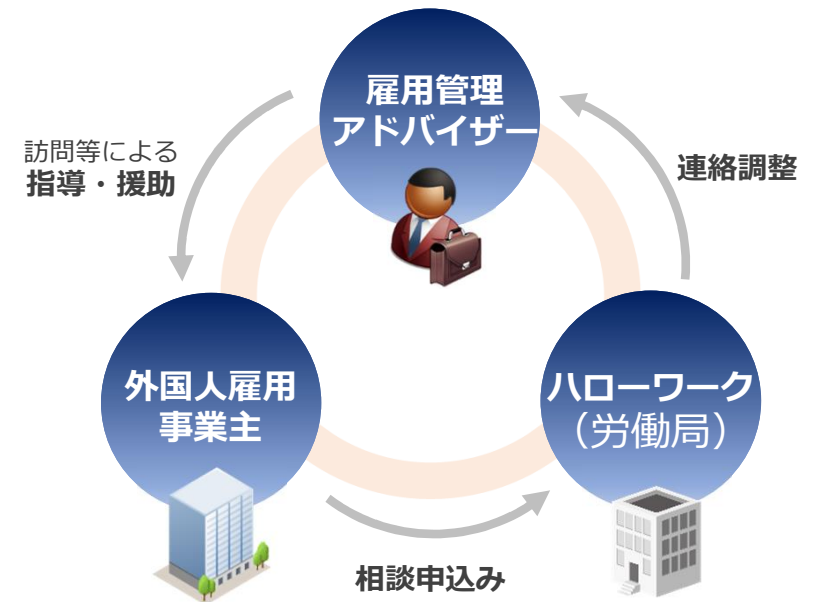 雇用管理
アドバイザー
訪問等による
指導・援助
連絡調整
外国人雇用
事業主
ハローワーク
（労働局）
相談申込み